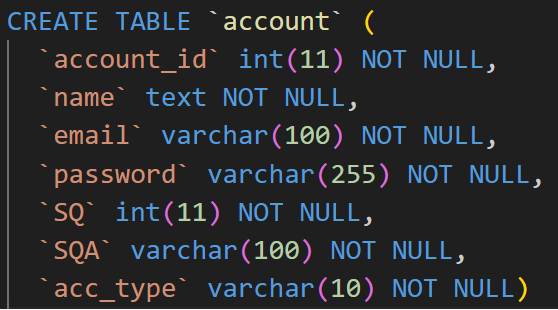 CREATE TABLE `account` (
`account_id` int(11) NOT NULL,
`name` text NOT NULL,
`email` varchar(100) NOT NULL,
`password` varchar(255) NOT NULL,
`SQ` int(11) NOT NULL,
`SQA` varchar(100) NOT NULL,
`acc_type` varchar(10) NOT NULL)